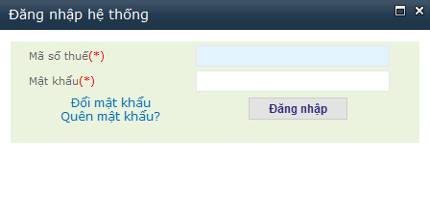 Đăng nhập hệ thống
Mã số thuế(*)
Mật khẩu(*)
Đổi mật khẩu
Quên mật khẩu?
Đăng nhập